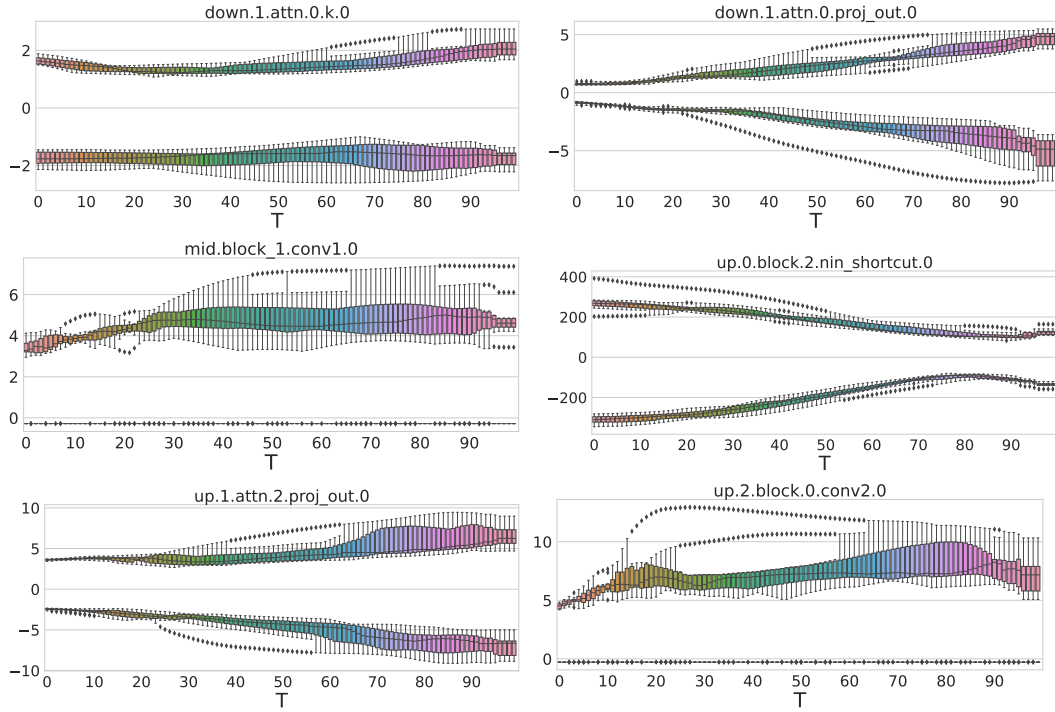 down.1.attn.0.k.0
2
0
−2
0 10 20 30 40 50 60 70 80 90
T
down.1.attn.0.proj_out.0
5
0
−5
0 10 20 30 40 50 60 70 80 90
T
mid.block_1.conv1.0
6
4
2
0
0 10 20 30 40 50 60 70 80 90
T
up.0.block.2.nin_shortcut.0
400
200
0
−200
0 10 20 30 40 50 60 70 80 90
T
up.1.attn.2.proj_out.0
10
5
0
−5
−10
0 10 20 30 40 50 60 70 80 90
T
up.2.block.0.conv2.0
10
5
0
0 10 20 30 40 50 60 70 80 90
T